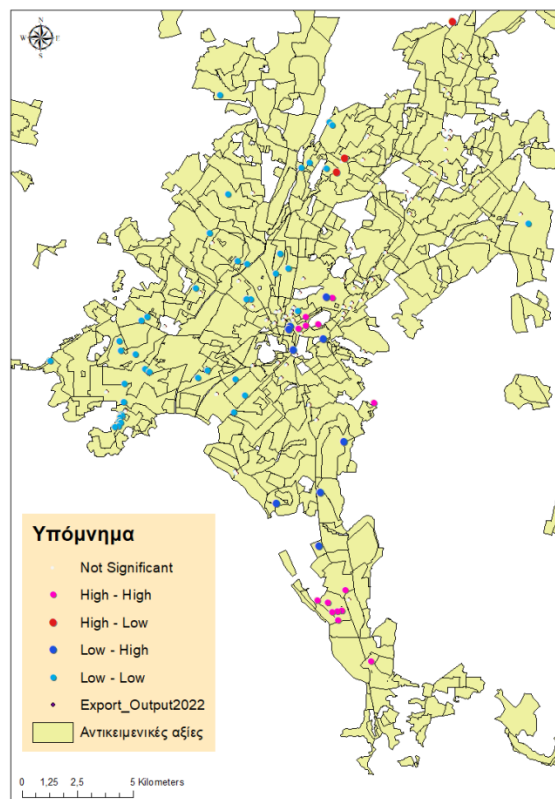 N
W
E
S
Υπόμνημα
Not Significant
High - High
High - Low
Low - High
Low - Low
Export_Output2022
Αντικειμενικές αξίες
0 1,25 2,5 5 Kilometers